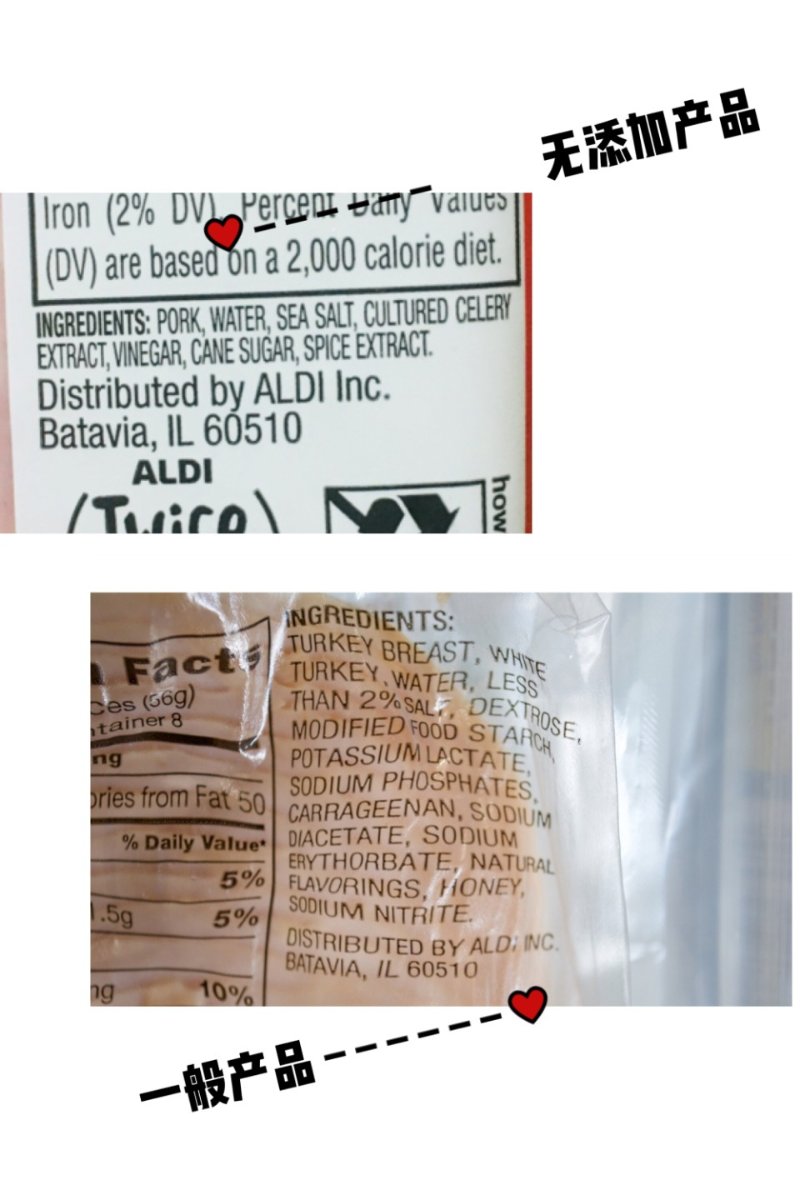 无添加产品
Iron (2% DV), Percent Daily Values
(DV) are based on a 2,000 calorie diet.
INGREDIENTS: PORK, WATER, SEA SALT, CULTURED CELERY
EXTRACT, VINEGAR, CANE SUGAR, SPICE EXTRACT.
Distributed by ALDI Inc.
Batavia, IL 60510
ALDI
(Twice)
how
Facts
ces (56g)
tainer 8
ng
ories from Fat 50
% Daily Value*
5%
.5g 5%
ng 10%
INGREDIENTS:
TURKEY BREAST, WHITE
TURKEY, WATER, LESS
THAN 2% SALT, DEXTROSE,
MODIFIED FOOD STARCH,
POTASSIUM LACTATE,
SODIUM PHOSPHATES,
CARRAGEENAN, SODIUM
DIACETATE, SODIUM
ERYTHORBATE, NATURAL
FLAVORINGS, HONEY,
SODIUM NITRITE.
DISTRIBUTED BY ALDI INC.
BATAVIA, IL 60510
一般产品